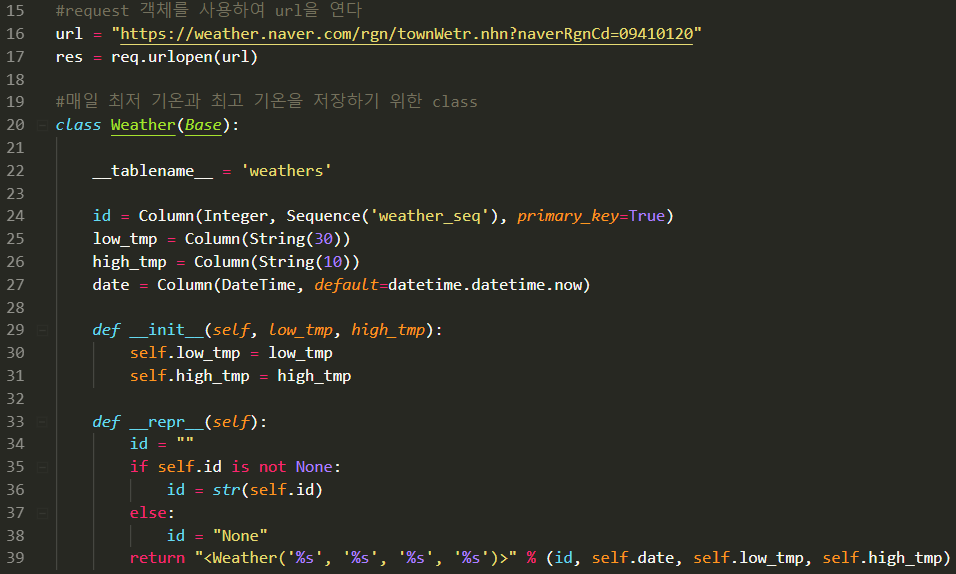 15 #request 객체를 사용하여 url을 연다
16 url = "https://weather.naver.com/rgn/townWetr.nhn?naverRgnCd=09410120"
17 res = req.urlopen(url)
18
19 #매일 최저 기온과 최고 기온을 저장하기 위한 class
20 class Weather(Base):
21
22     __tablename__ = 'weathers'
23
24     id = Column(Integer, Sequence('weather_seq'), primary_key=True)
25     low_tmp = Column(String(30))
26     high_tmp = Column(String(10))
27     date = Column(DateTime, default=datetime.datetime.now)
28
29     def __init__(self, low_tmp, high_tmp):
30         self.low_tmp = low_tmp
31         self.high_tmp = high_tmp
32
33     def __repr__(self):
34         id = ""
35         if self.id is not None:
36             id = str(self.id)
37         else:
38             id = "None"
39         return "<Weather('%s', '%s', '%s', '%s')>" % (id, self.date, self.low_tmp, self.high_tmp)